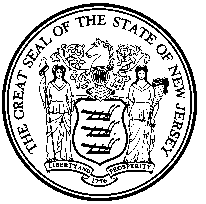 THE GREAT SEAL OF THE STATE OF NEW JERSEY
LIBERTY AND PROSPERITY
1776